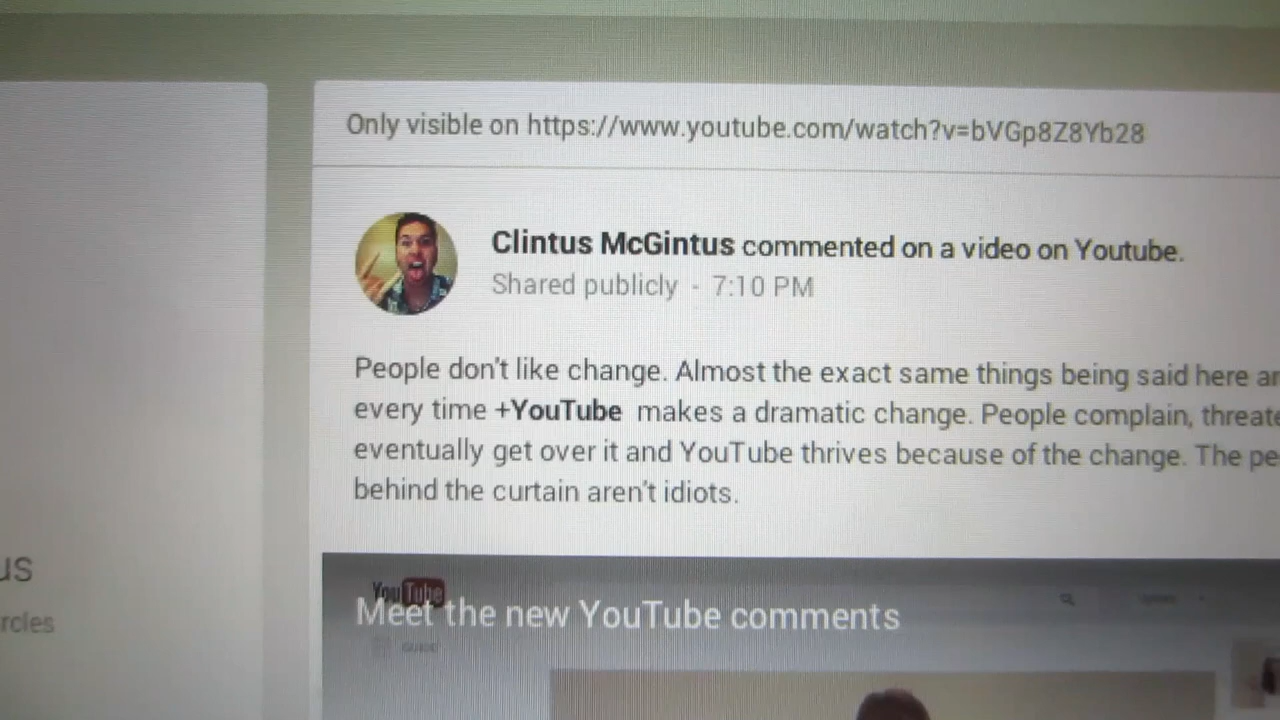 Only visible on https://www.youtube.com/watch?v=bVGp8Z8Yb28
Clintus McGintus commented on a video on Youtube.
Shared publicly - 7:10 PM
People don't like change. Almost the exact same things being said here
every time +YouTube makes a dramatic change. People complain,
eventually get over it and YouTube thrives because of the change. The
behind the curtain aren't idiots.
us
rcles
YouTube
Meet the new YouTube comments